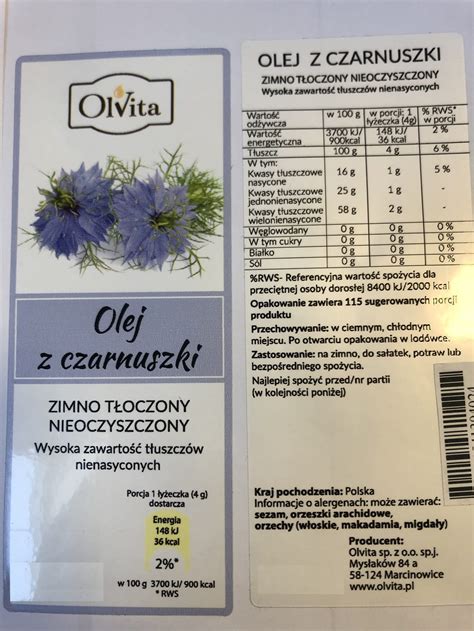 OlVita
Olej
z czarnuszki
ZIMNO TŁOCZONY
NIEOCZYSZCZONY
Wysoka zawartość tłuszczów
nienasyconych
Porcja 1 łyżeczka (4 g)
dostarcza
Energia
148 kJ
36 kcal
2%*
w 100 g 3700 kJ/ 900 kcal
* RWS
OLEJ Z CZARNUSZKI
ZIMNO TŁOCZONY NIEOCZYSZCZONY
Wysoka zawartość tłuszczów nienasyconych
Wartość odżywcza w 100 g w porcji: 1 łyżeczka (4g) % RWS* w porcji
Wartość energetyczna 3700 kJ/ 900kcal 148 kJ/ 36 kcal 2 %
Tłuszcz 100 g 4 g 6 %
W tym:
Kwasy tłuszczowe nasycone 16 g 1 g 5 %
Kwasy tłuszczowe jednonienasycone 25 g 1 g -
Kwasy tłuszczowe wielonienasycone 58 g 2 g -
Węglowodany 0 g 0 g 0 %
W tym cukry 0 g 0 g 0 %
Białko 0 g 0 g 0 %
Sól 0 g 0 g 0 %
%RWS- Referencyjna wartość spożycia dla
przeciętnej osoby dorosłej 8400 kJ/2000 kcal
Opakowanie zawiera 115 sugerowanych porcji
produktu
Przechowywanie: w ciemnym, chłodnym
miejscu. Po otwarciu opakowania w lodówce.
Zastosowanie: na zimno, do sałatek, potraw lub
bezpośredniego spożycia.
Najlepiej spożyć przed/nr partii
(w kolejności poniżej)
Kraj pochodzenia: Polska
Informacje o alergenach: może zawierać:
sezam, orzeszki arachidowe,
orzechy (włoskie, makadamia, migdały)
Producent:
Olvita sp. z o.o. sp.j.
Mysłaków 84 a
58-124 Marcinowice
www.olvita.pl